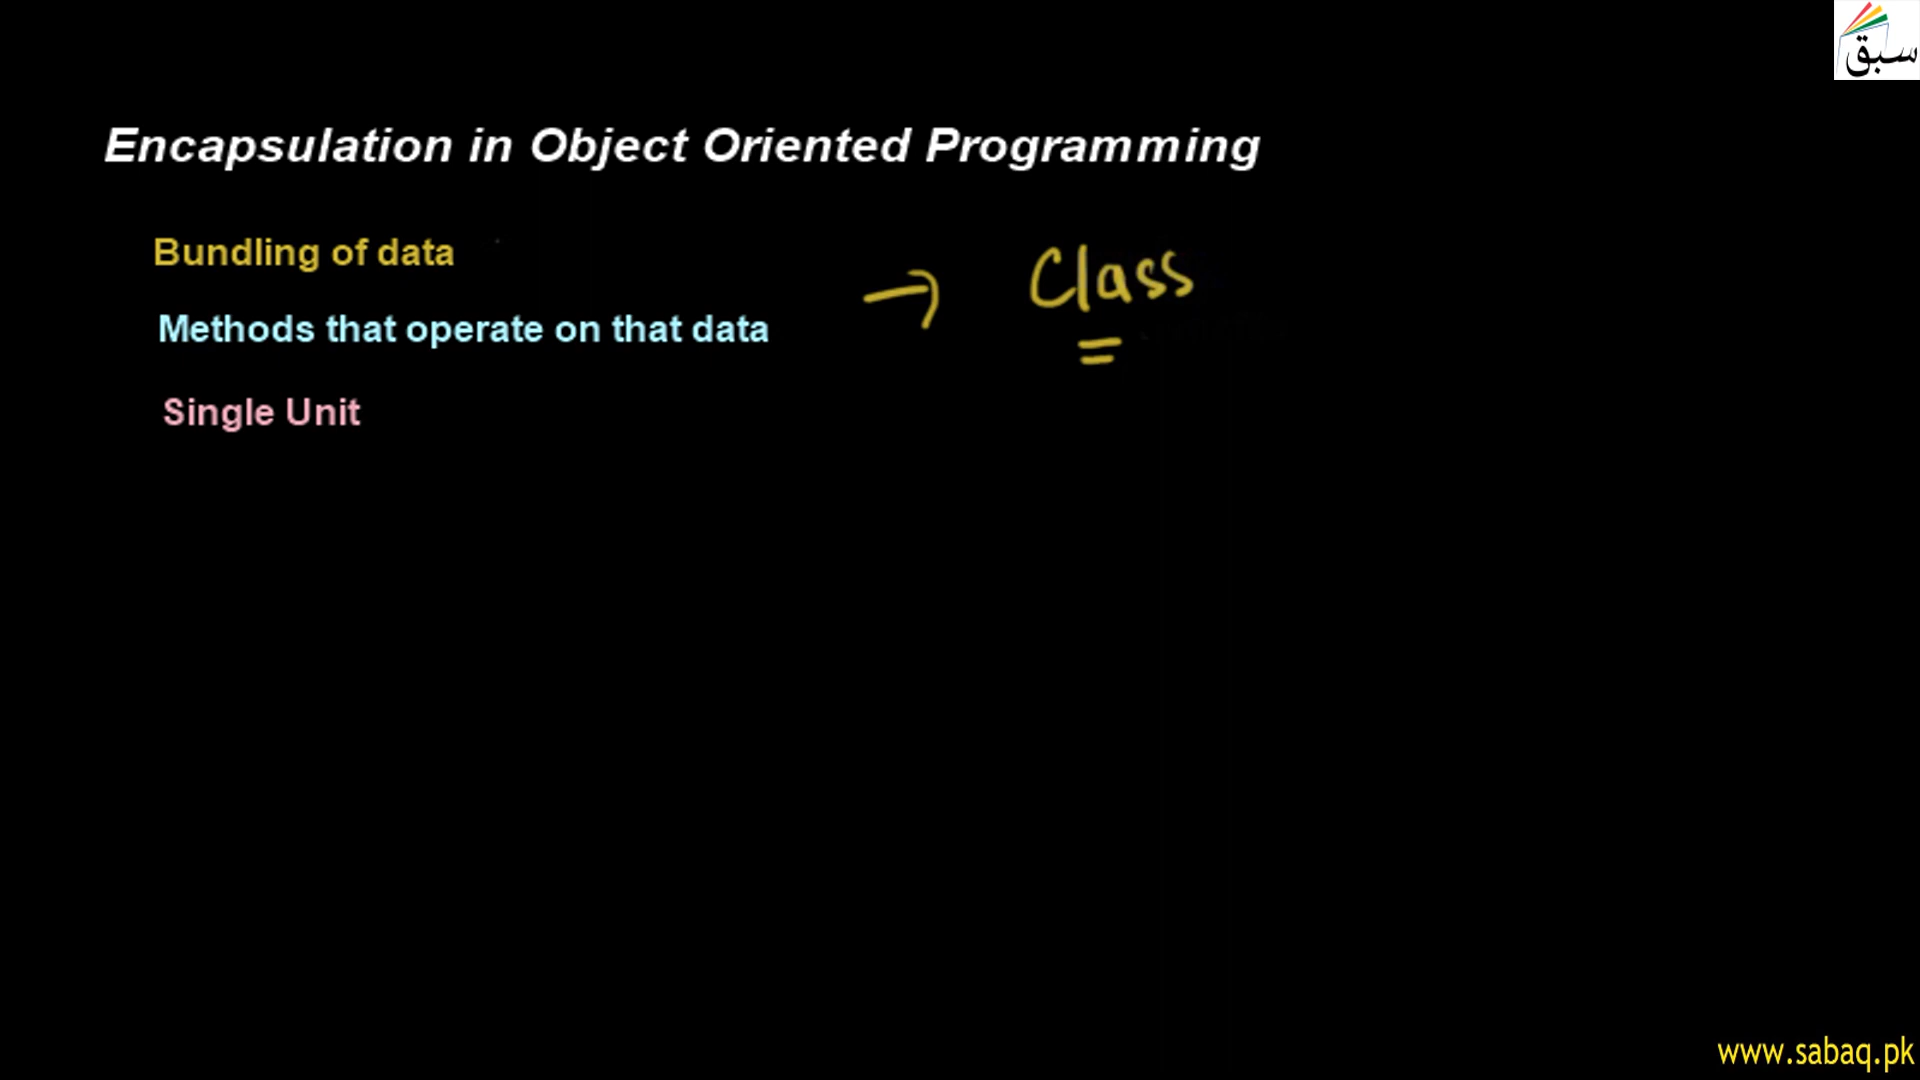 سبق
Encapsulation in Object Oriented Programming
Bundling of data
Methods that operate on that data
→ Class
Single Unit
www.sabaq.pk